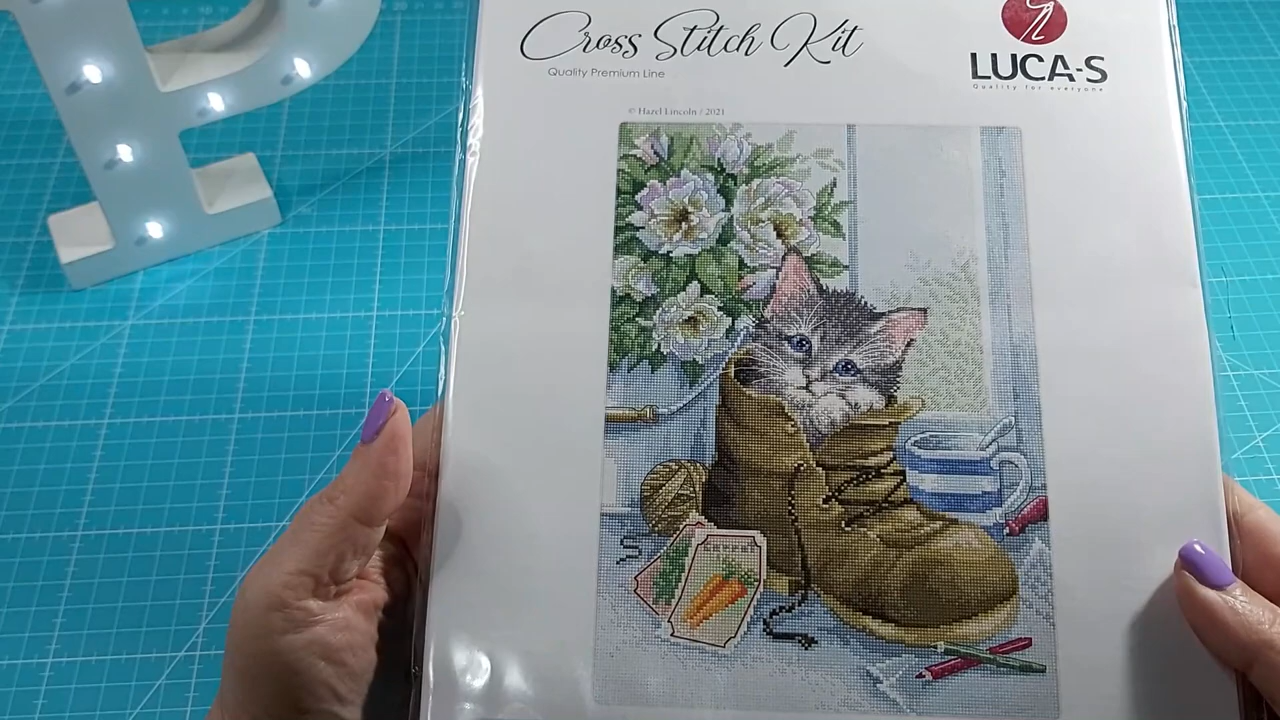 Cross Stitch Kit
Quality Premium Line
LUCA-S
Quality for everyone
© Hazel Lincoln / 2021